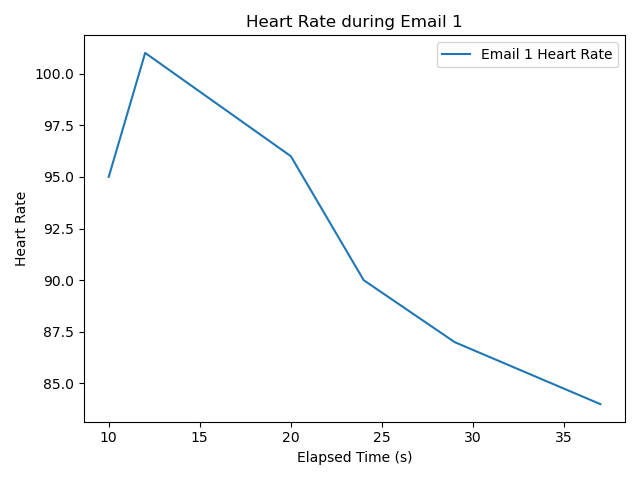 Heart Rate during Email 1
Email 1 Heart Rate
100.0
97.5
95.0
92.5
90.0
87.5
85.0
Heart Rate
10 15 20 25 30 35
Elapsed Time (s)